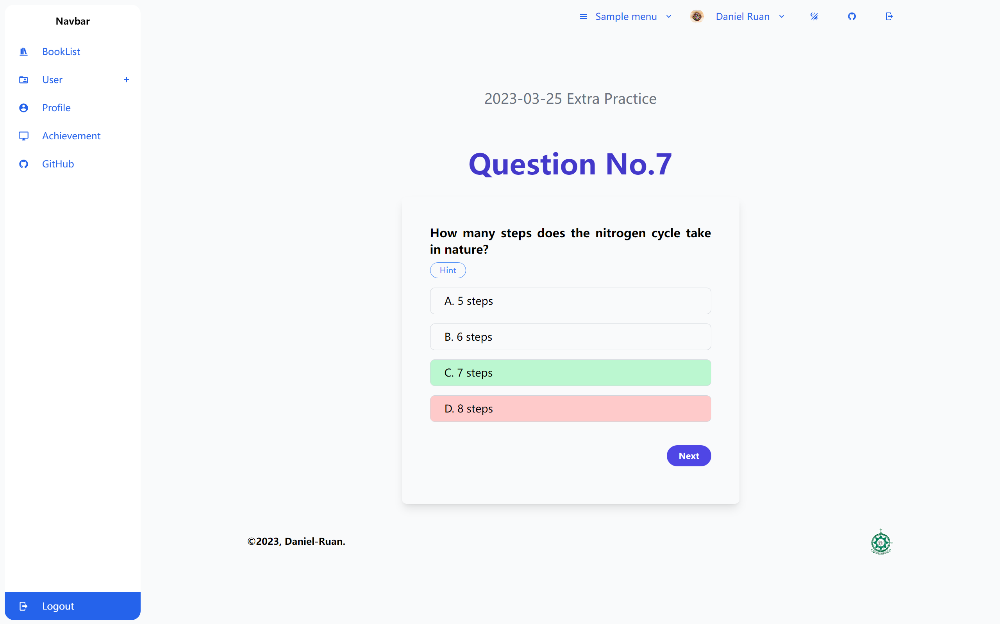 Navbar
BookList
User
Profile
Achievement
GitHub
Logout
Sample menu
Daniel Ruan
2023-03-25 Extra Practice
Question No.7
How many steps does the nitrogen cycle take
in nature?
Hint
A. 5 steps
B. 6 steps
C. 7 steps
D. 8 steps
Next
©2023, Daniel-Ruan.